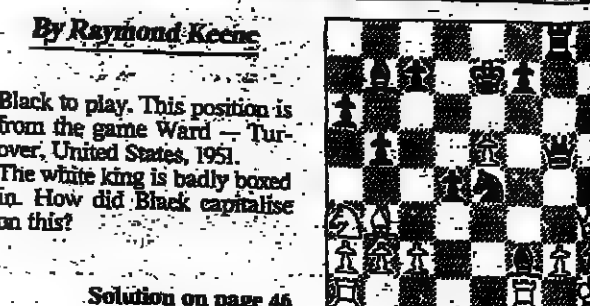 By Raymond Keene
Black to play. This position is
from the game Ward — Tur-
over, United States, 1951.
The white king is badly boxed
in. How did Black capitalise
on this?
Solution on page 46